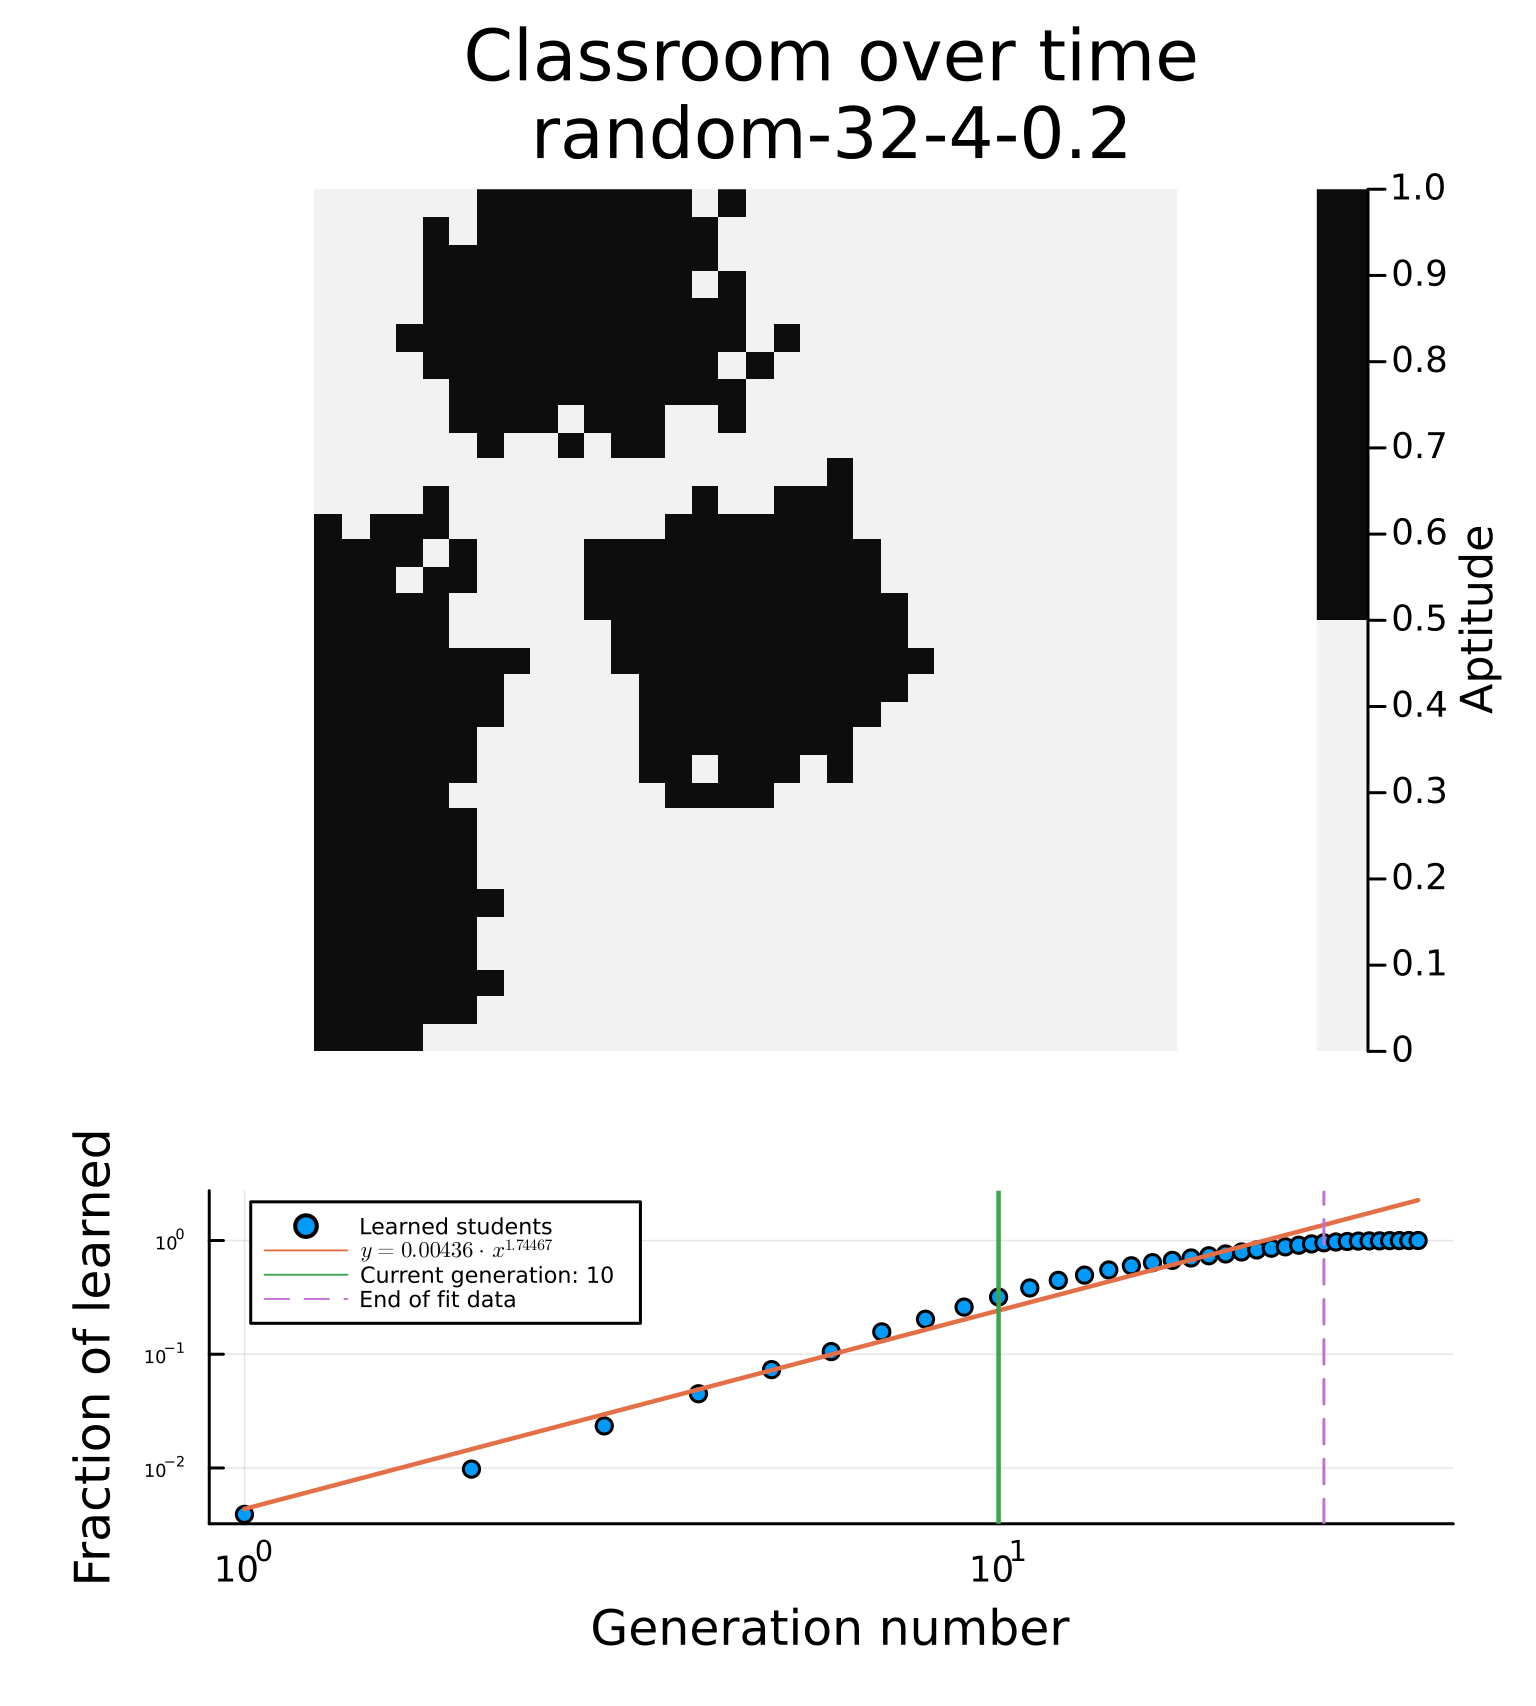 Classroom over time
random-32-4-0.2
1.0
0.9
0.8
0.7
0.6
0.5
0.4
0.3
0.2
0.1
0
Aptitude
Fraction of learned
10^0
10^-1
10^-2
Learned students
y = 0.00436 · x^1.74467
Current generation: 10
End of fit data
10^0
10^1
Generation number